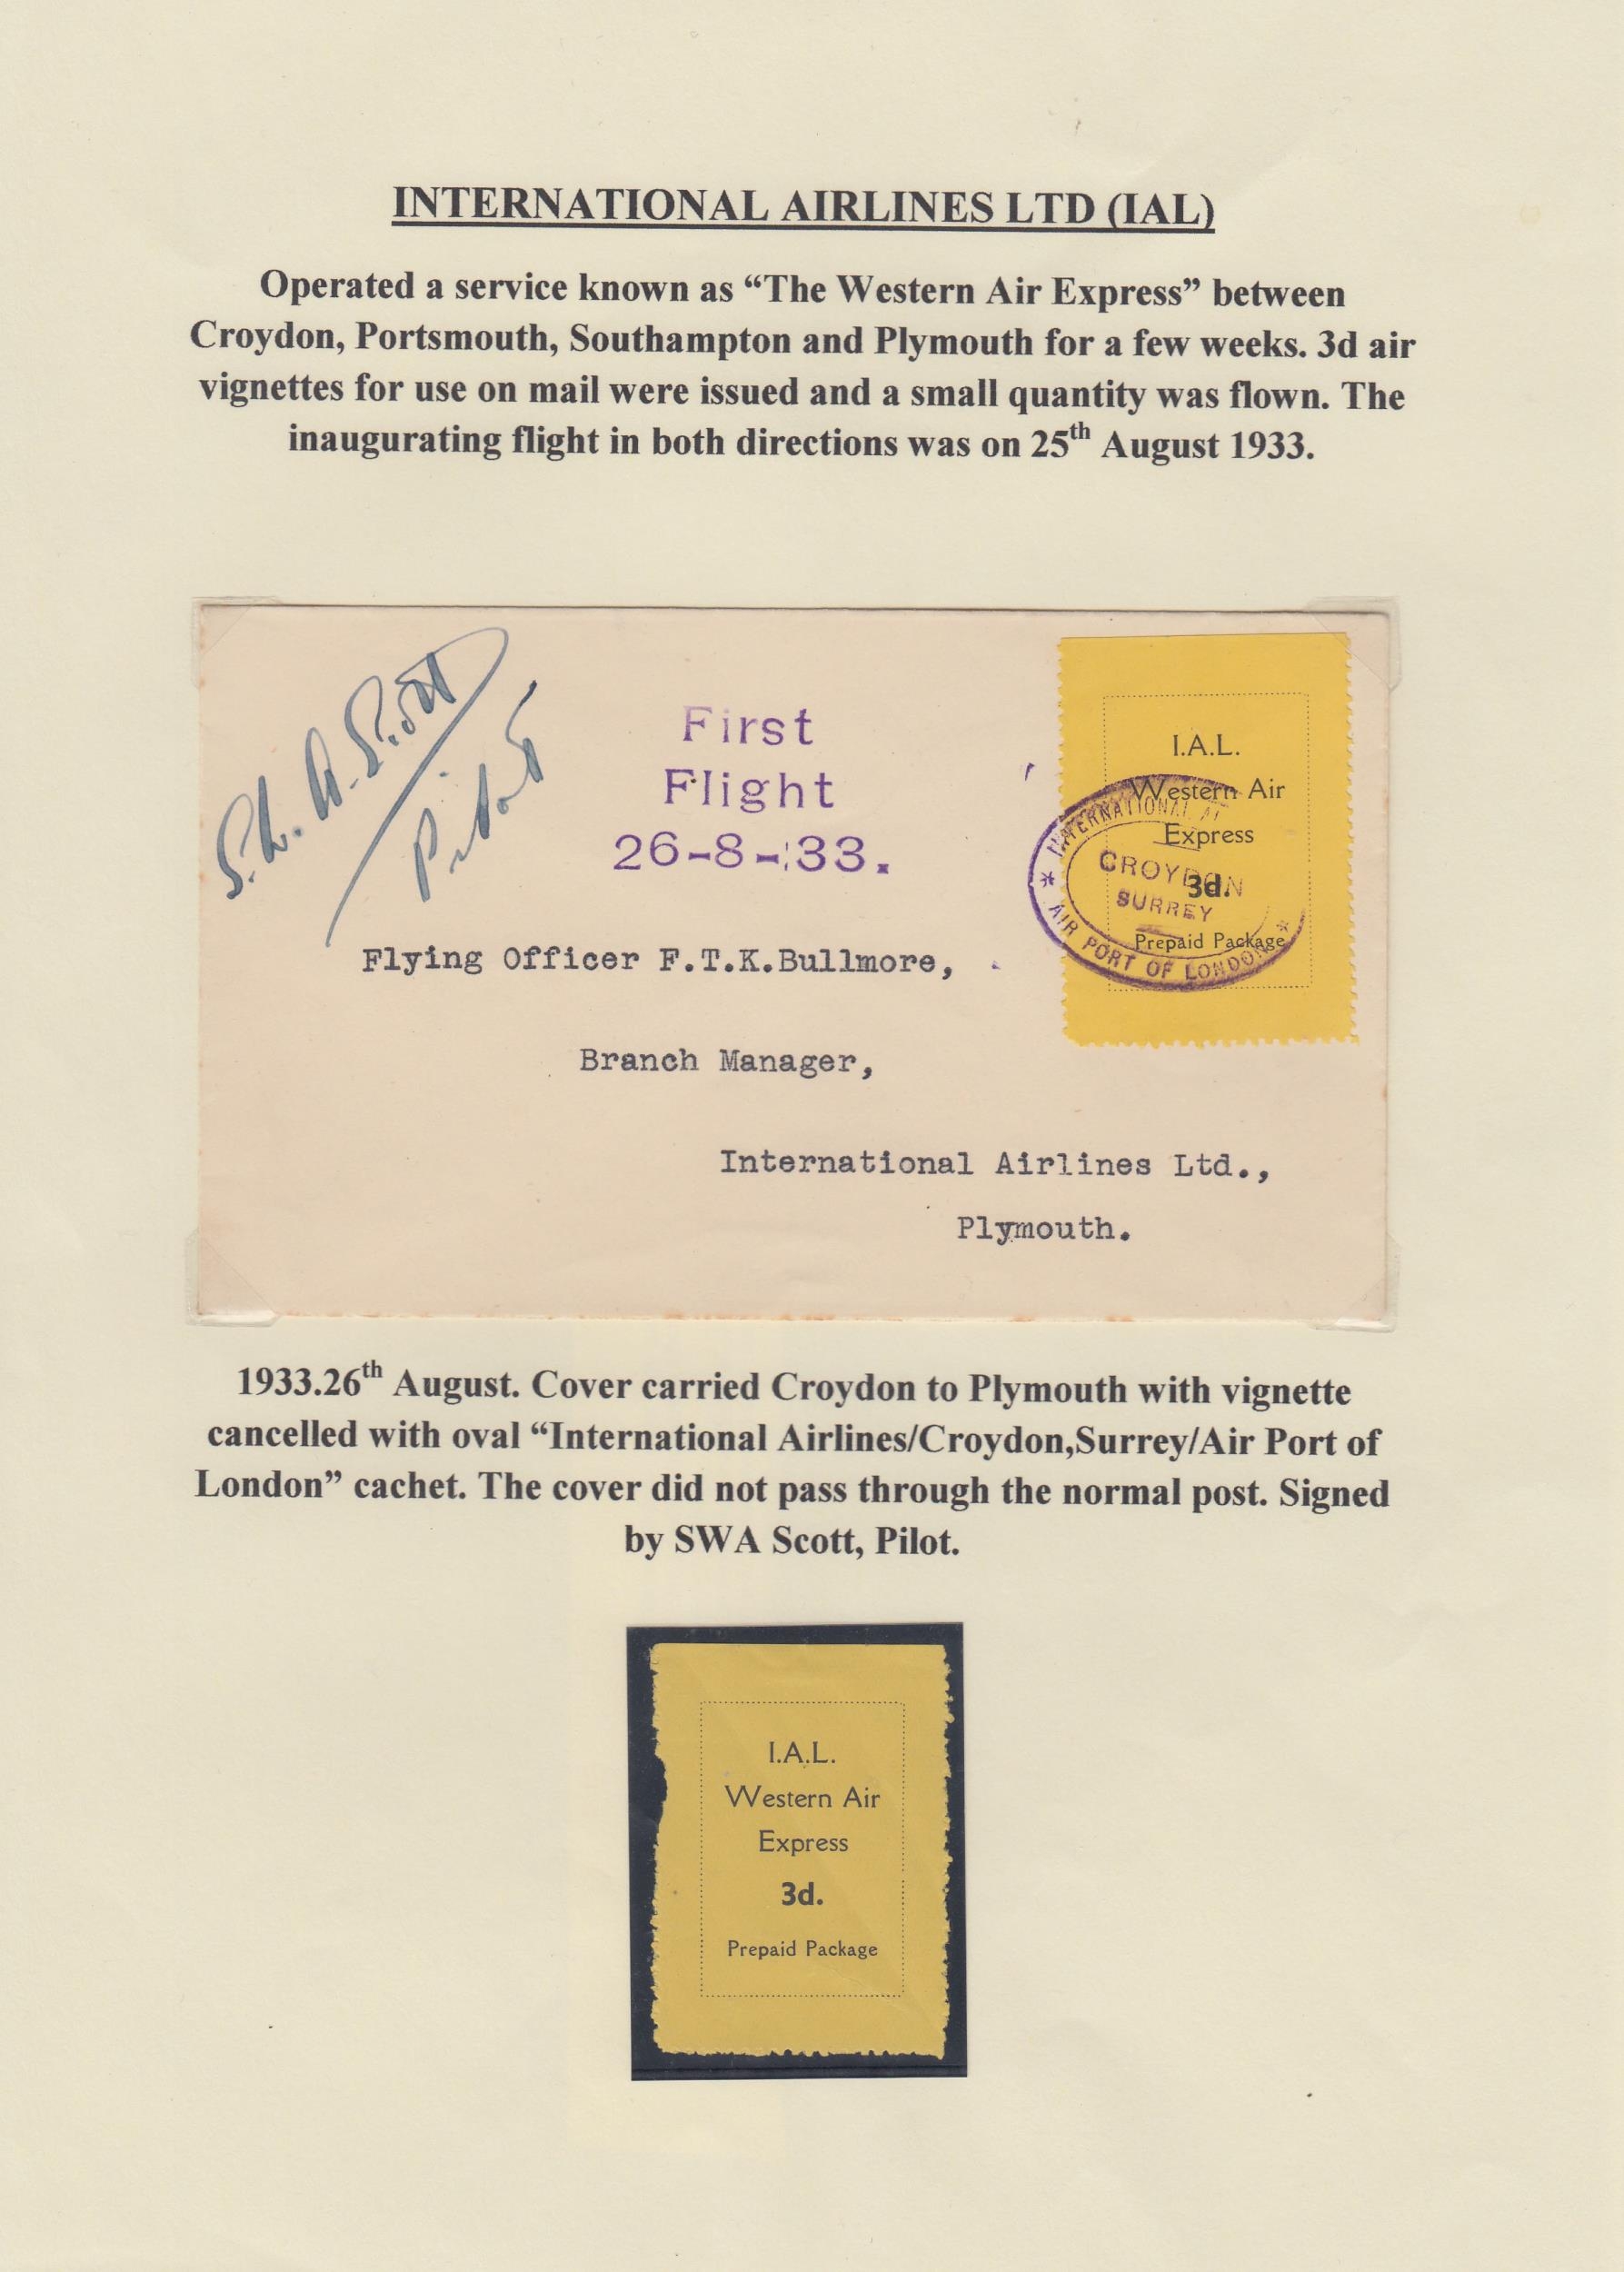 INTERNATIONAL AIRLINES LTD (IAL)
Operated a service known as “The Western Air Express” between
Croydon, Portsmouth, Southampton and Plymouth for a few weeks. 3d air
vignettes for use on mail were issued and a small quantity was flown. The
inaugurating flight in both directions was on 25th August 1933.
S.W.A. Scott
Pilot
First
Flight
26-8-33.
I.A.L.
Western Air
Express
3d.
Prepaid Package
INTERNATIONAL
CROYDON
SURREY
* AIR PORT OF LONDON *
Flying Officer F.T.K.Bullmore,
Branch Manager,
International Airlines Ltd.,
Plymouth.
1933.26th August. Cover carried Croydon to Plymouth with vignette
cancelled with oval “International Airlines/Croydon,Surrey/Air Port of
London” cachet. The cover did not pass through the normal post. Signed
by SWA Scott, Pilot.
I.A.L.
Western Air
Express
3d.
Prepaid Package